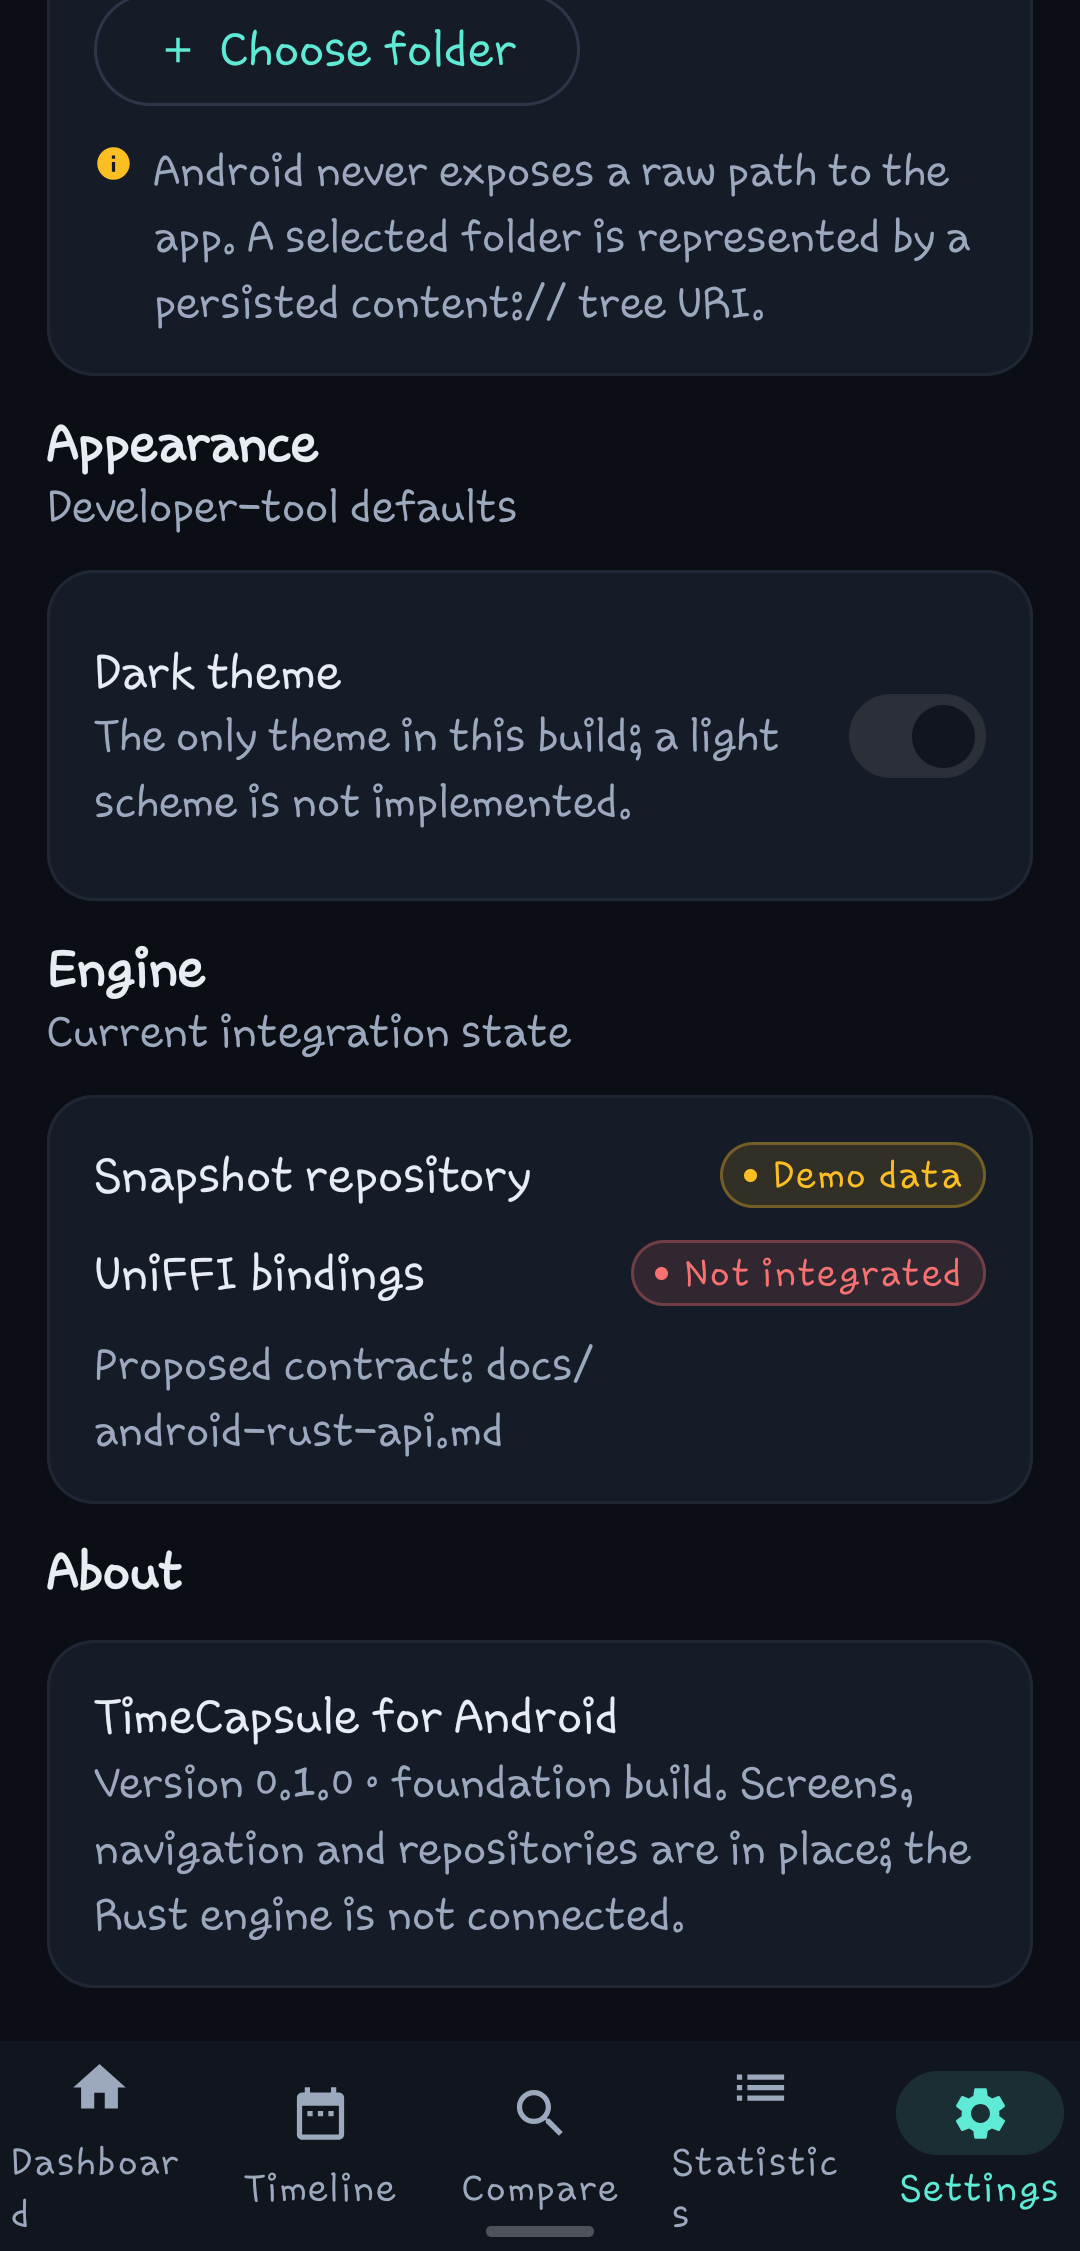 + Choose folder
Android never exposes a raw path to the
app. A selected folder is represented by a
persisted content:// tree URI.
Appearance
Developer-tool defaults
Dark theme
The only theme in this build; a light
scheme is not implemented.
Engine
Current integration state
Snapshot repository
• Demo data
UniFFI bindings
• Not integrated
Proposed contract: docs/
android-rust-api.md
About
TimeCapsule for Android
Version 0.1.0 • foundation build. Screens,
navigation and repositories are in place; the
Rust engine is not connected.
Dashboar
d
Timeline
Compare
Statistic
s
Settings